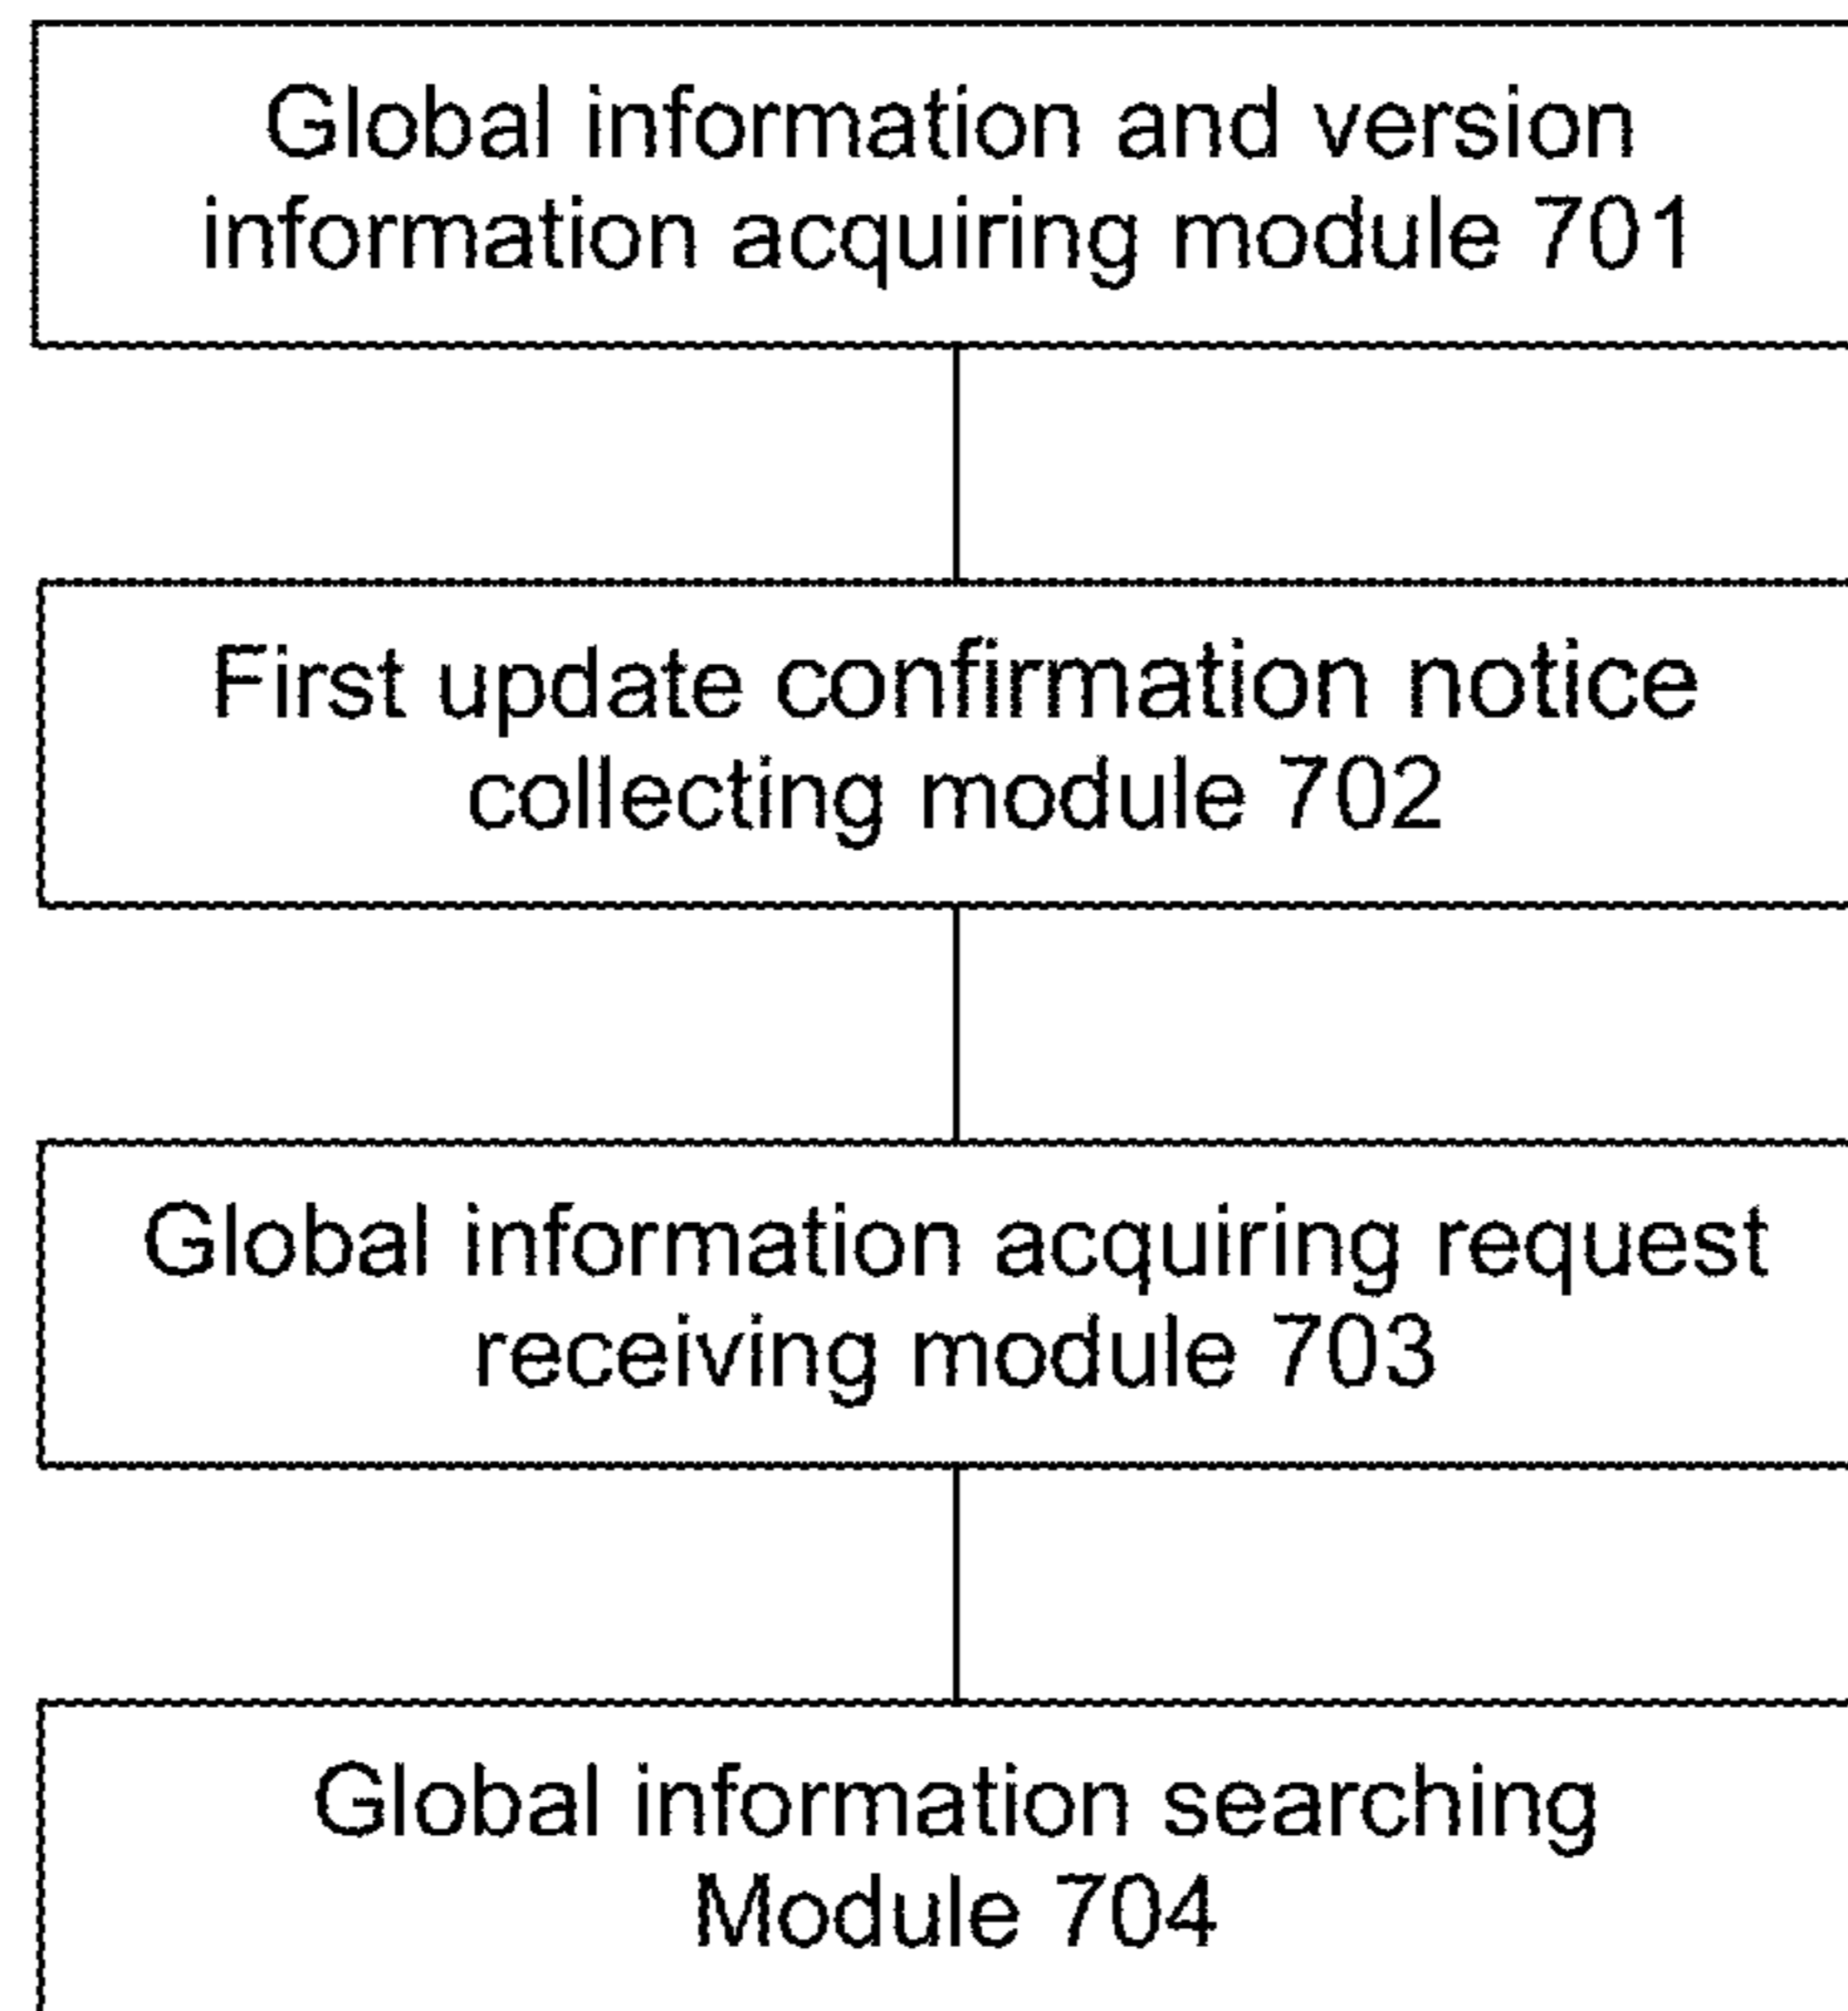 Global information and version
information acquiring module 701
First update confirmation notice
collecting module 702
Global information acquiring request
receiving module 703
Global information searching
Module 704